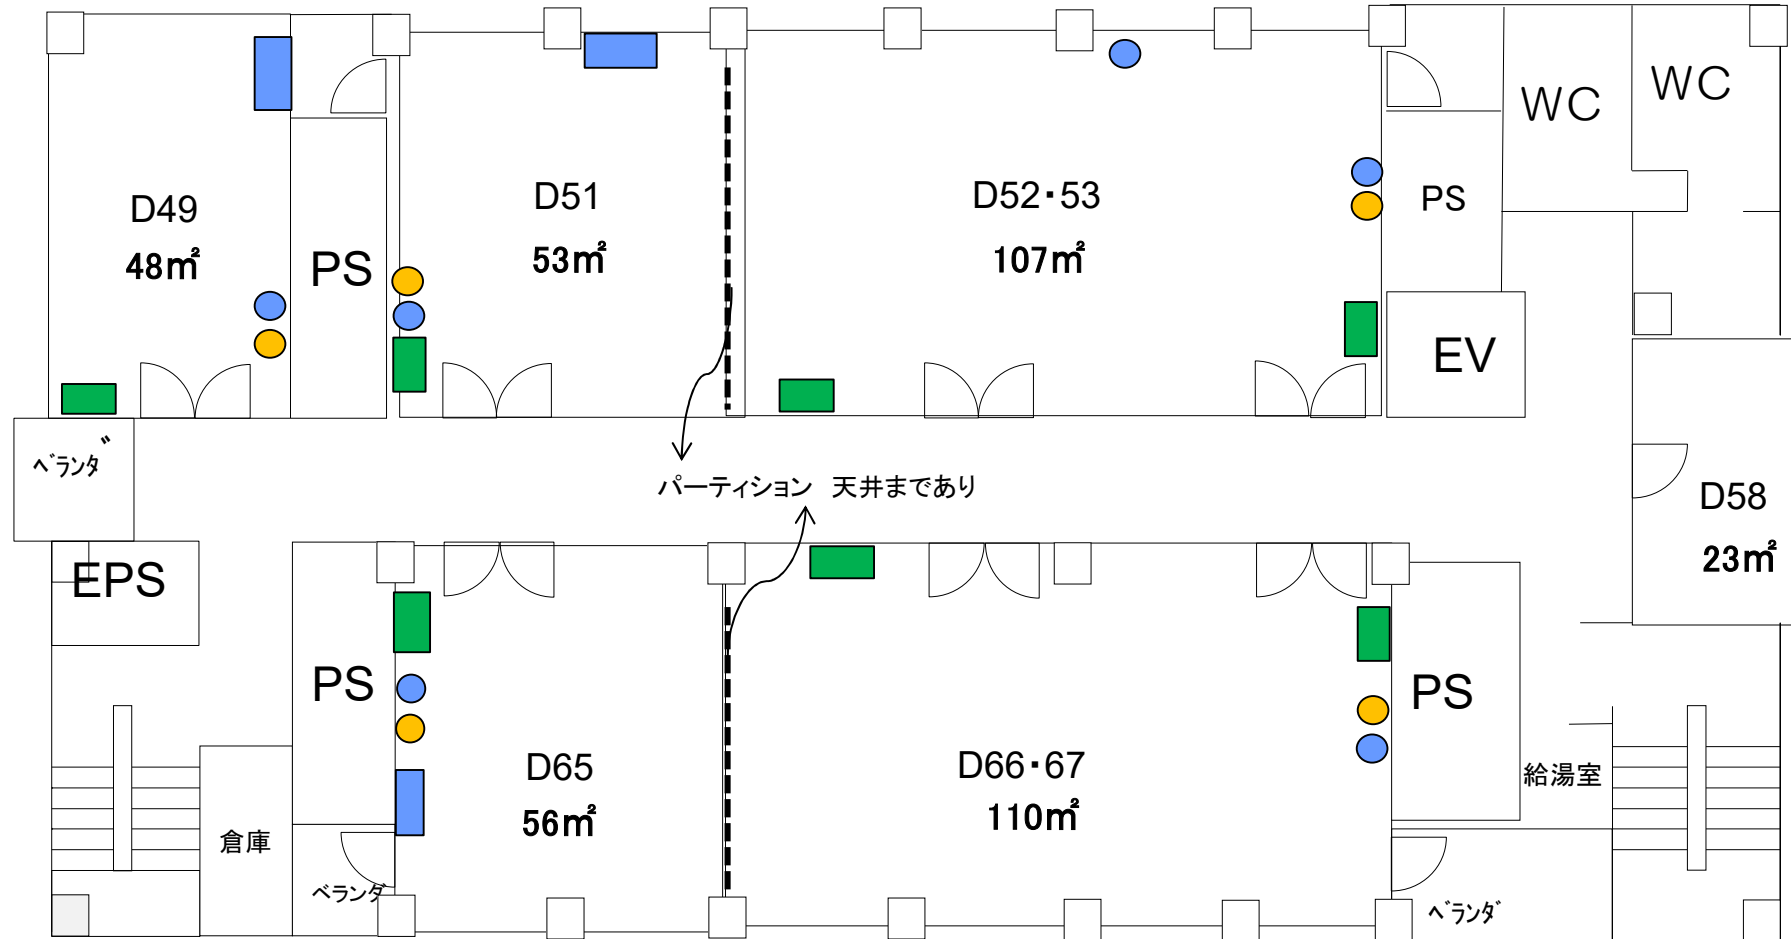 WC
WC
D49
48㎡
PS
D51
53㎡
D52・53
107㎡
PS
EV
ベランダ
パーティション　天井まであり
D58
23㎡
EPS
PS
D65
56㎡
D66・67
110㎡
PS
給湯室
倉庫
ベランダ
ベランダ